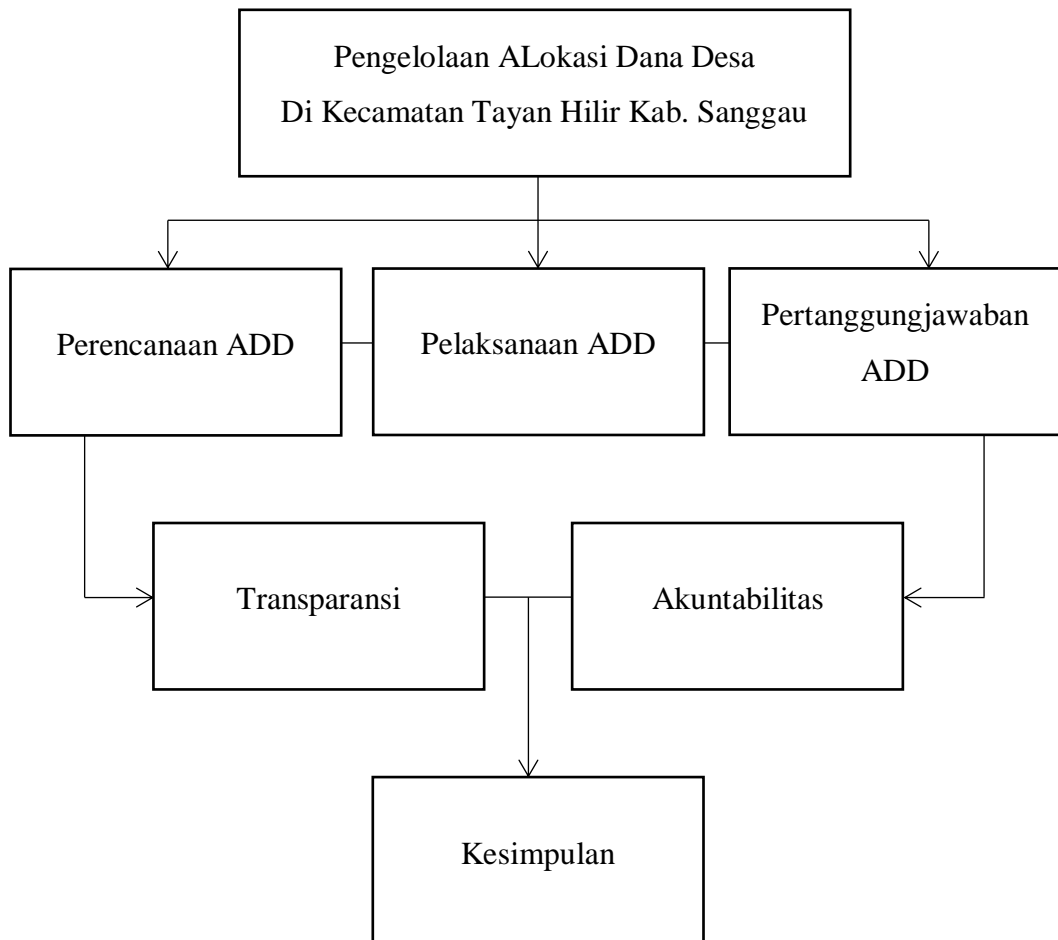 Pengelolaan ALokasi Dana Desa
Di Kecamatan Tayan Hilir Kab. Sanggau
Perencanaan ADD
Pelaksanaan ADD
Pertanggungjawaban
ADD
Transparansi
Akuntabilitas
Kesimpulan